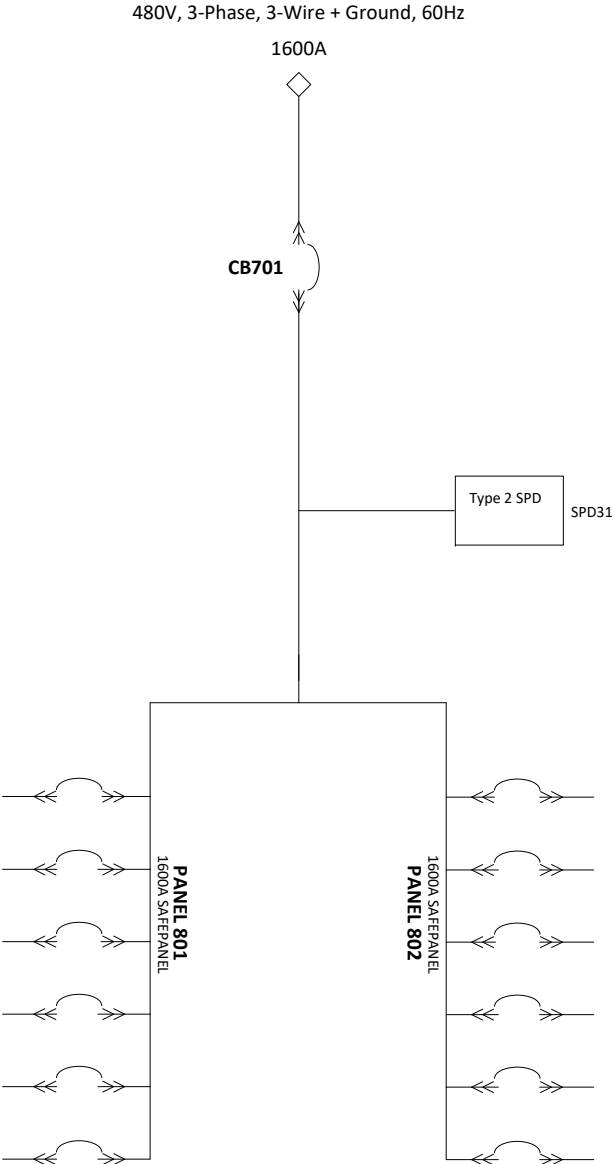 480V, 3-Phase, 3-Wire + Ground, 60Hz
1600A
CB701
Type 2 SPD
SPD31
PANEL 801
1600A SAFEPANEL
1600A SAFEPANEL
PANEL 802